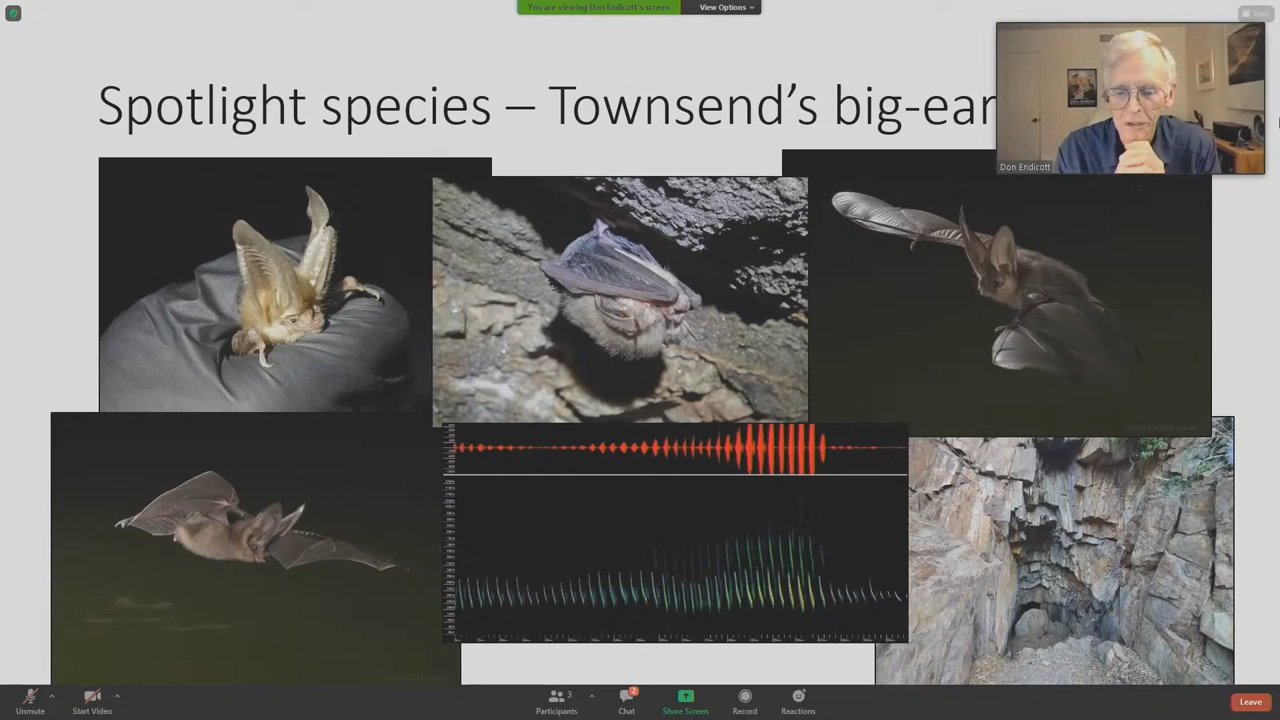 You are viewing Don Endicott's screen
View Options
View
Spotlight species – Townsend's big-ear
Don Endicott
Unmute
Start Video
3
Participants
2
Chat
Share Screen
Record
Reactions
Leave